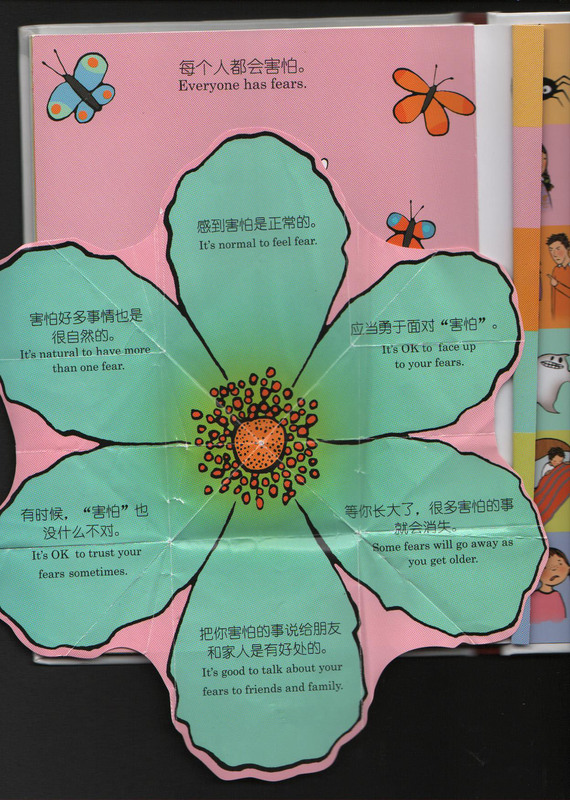 每个人都会害怕。
Everyone has fears.
感到害怕是正常的。
It's normal to feel fear.
害怕好多事情也是
很自然的。
It's natural to have more
than one fear.
应当勇于面对“害怕”。
It's OK to face up
to your fears.
有时候，“害怕”也
没什么不对。
It's OK to trust your
fears sometimes.
等你长大了，很多害怕的事
就会消失。
Some fears will go away as
you get older.
把你害怕的事说给朋友
和家人是有好处的。
It's good to talk about your
fears to friends and family.